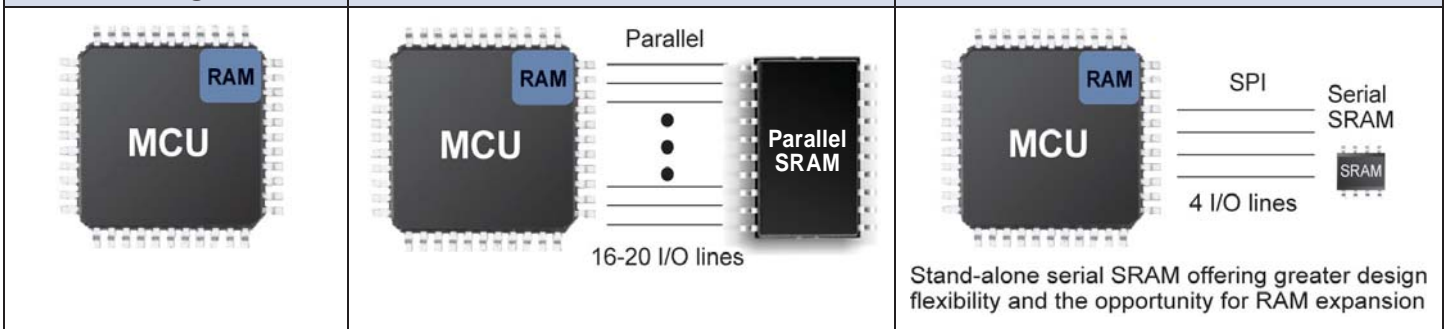 RAM
MCU
Parallel
RAM
MCU
Parallel
SRAM
16-20 I/O lines
SPI
Serial
SRAM
RAM
MCU
SRAM
4 I/O lines
Stand-alone serial SRAM offering greater design
flexibility and the opportunity for RAM expansion